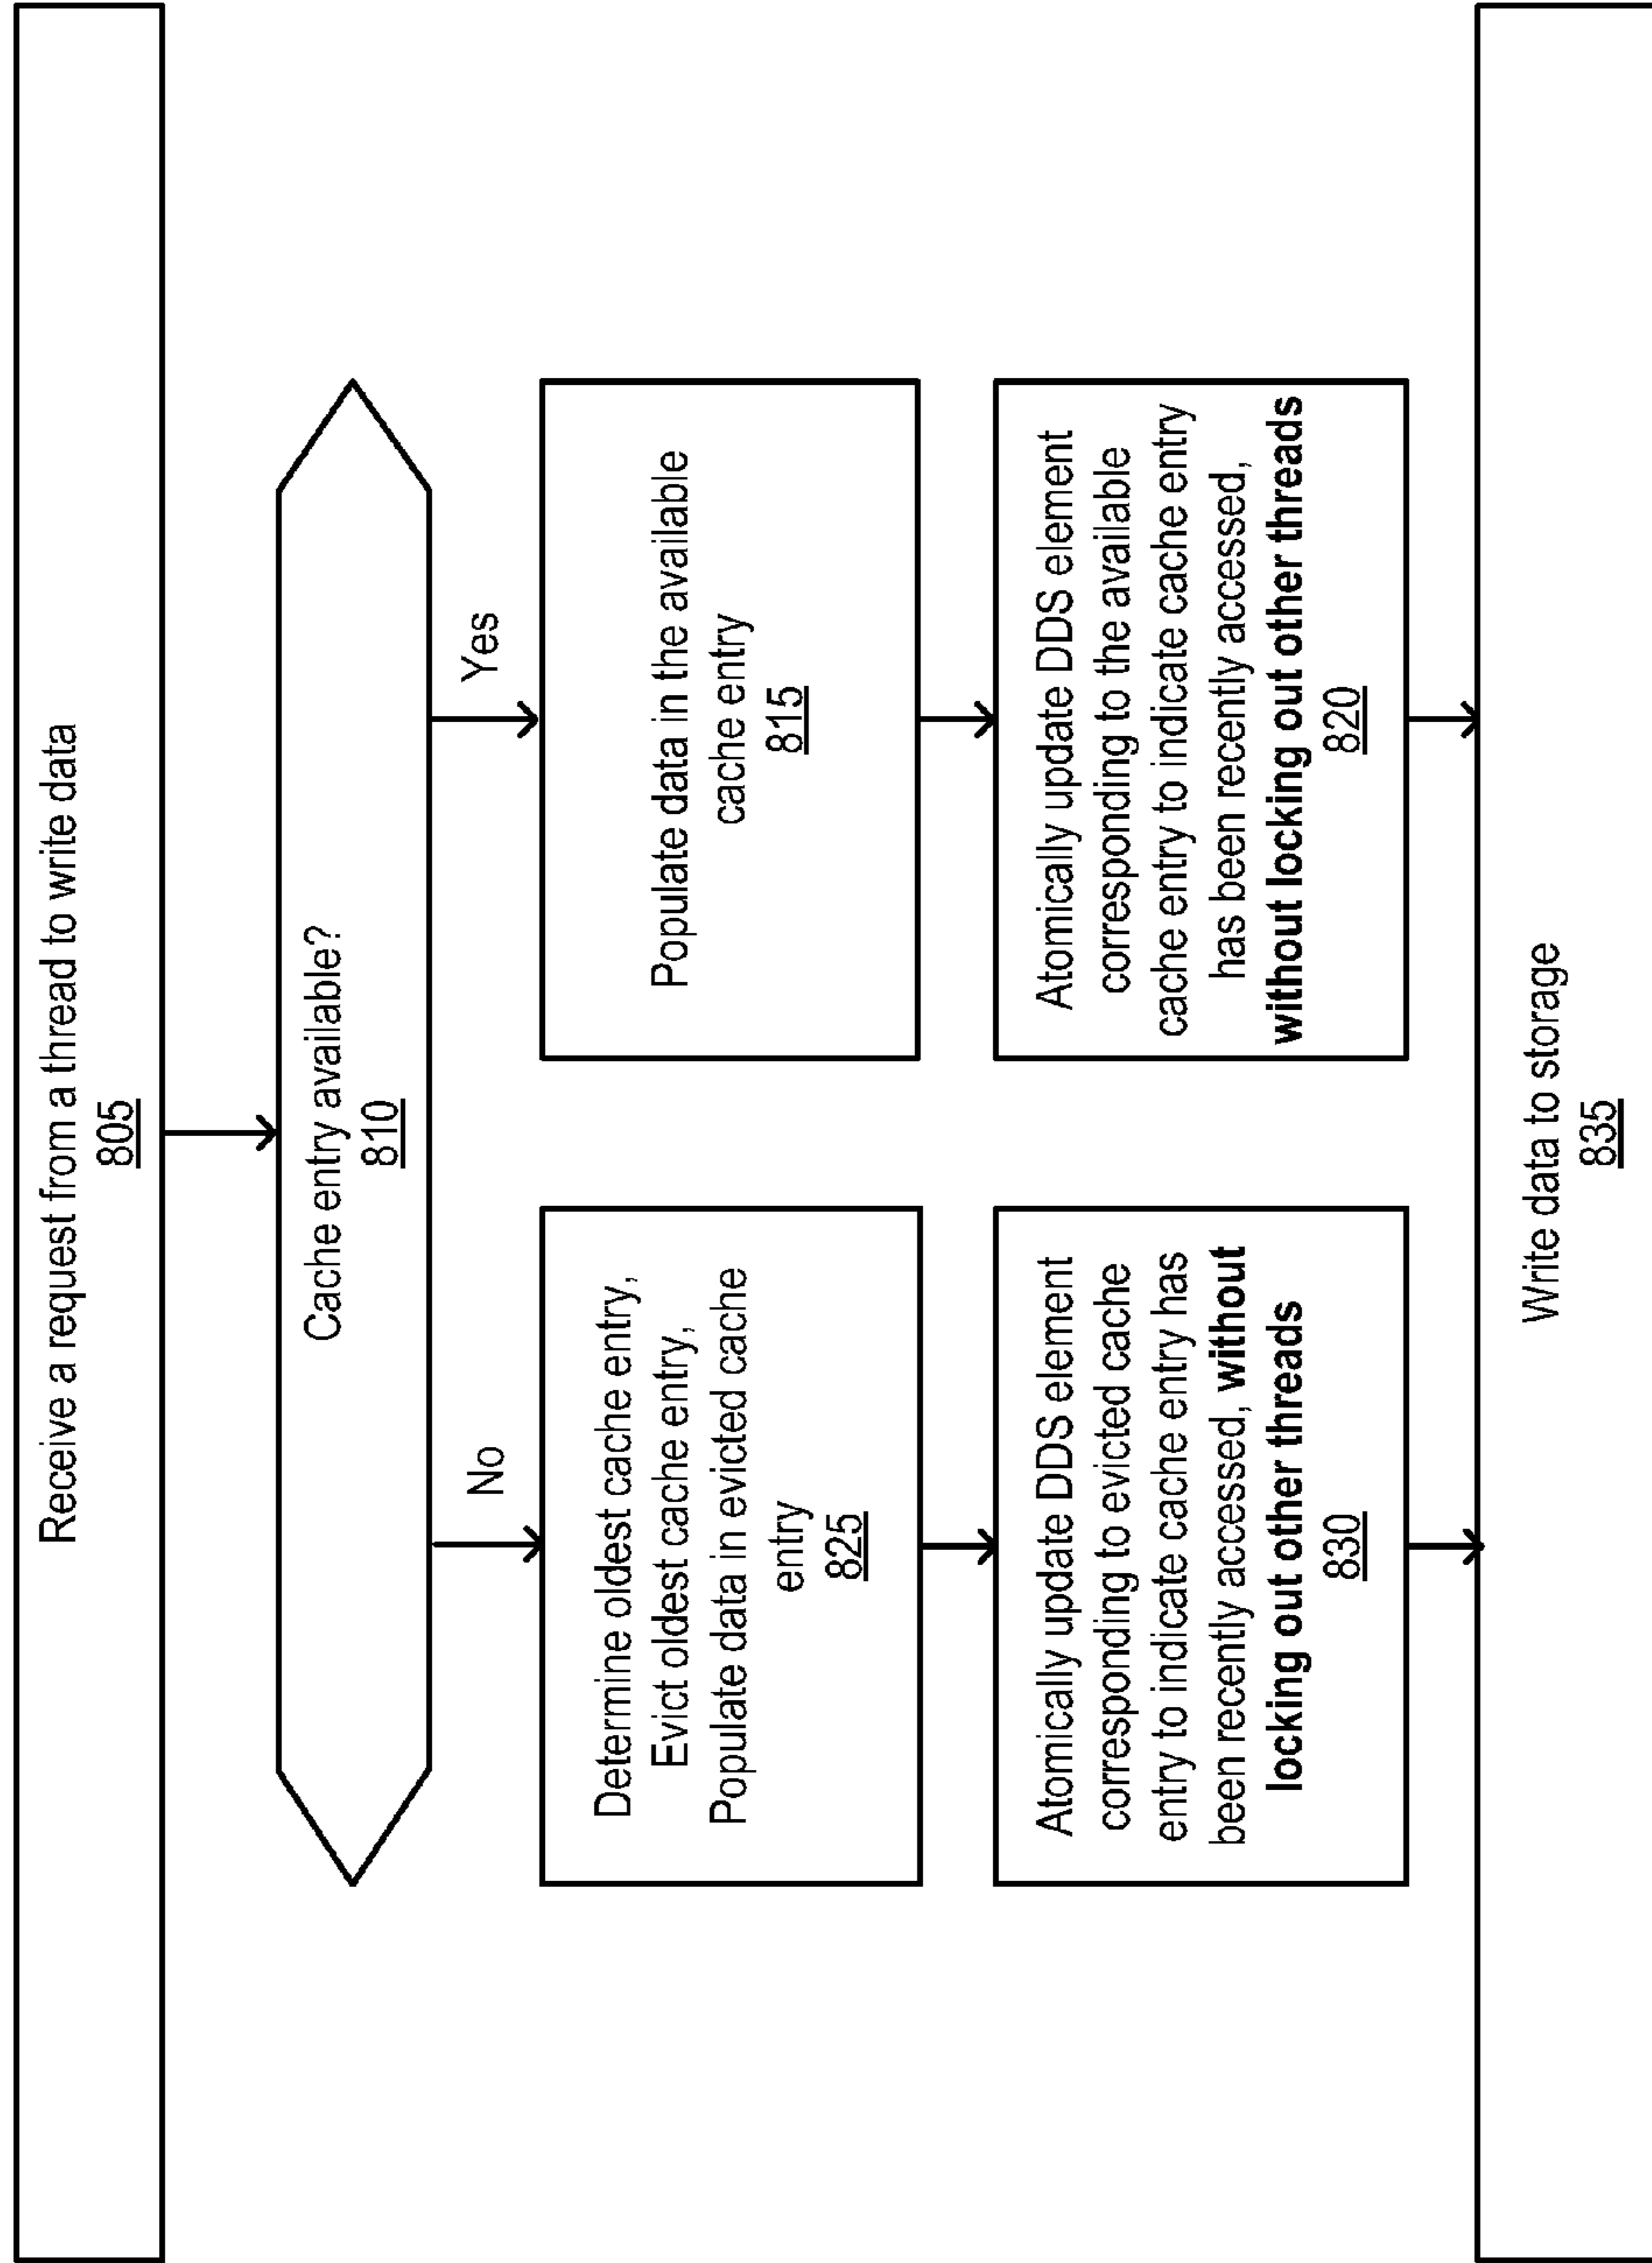 Receive a request from a thread to write data
805
Cache entry available?
810
No
Yes
Determine oldest cache entry,
Evict oldest cache entry,
Populate data in evicted cache
entry
825
Populate data in the available
cache entry
815
Atomically update DDS element
corresponding to evicted cache
entry to indicate cache entry has
been recently accessed, without
locking out other threads
830
Atomically update DDS element
corresponding to the available
cache entry to indicate cache entry
has been recently accessed,
without locking out other threads
820
Write data to storage
835